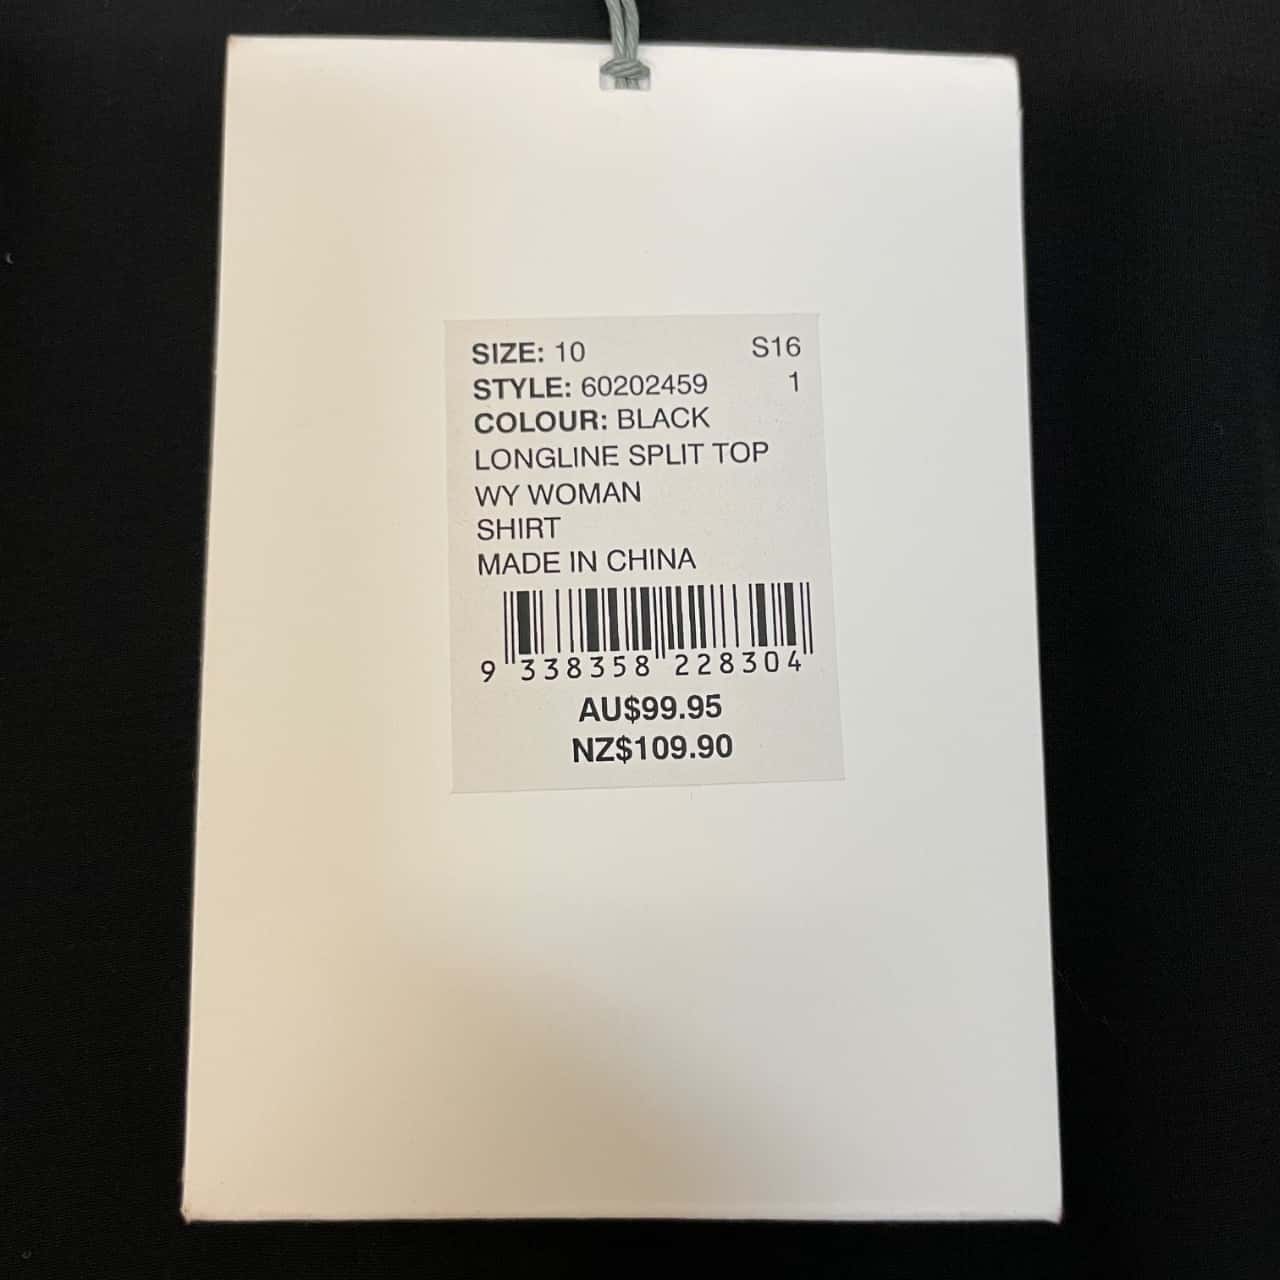 SIZE: 10 S16
STYLE: 60202459 1
COLOUR: BLACK
LONGLINE SPLIT TOP
WY WOMAN
SHIRT
MADE IN CHINA
9 338358 228304
AU$99.95
NZ$109.90